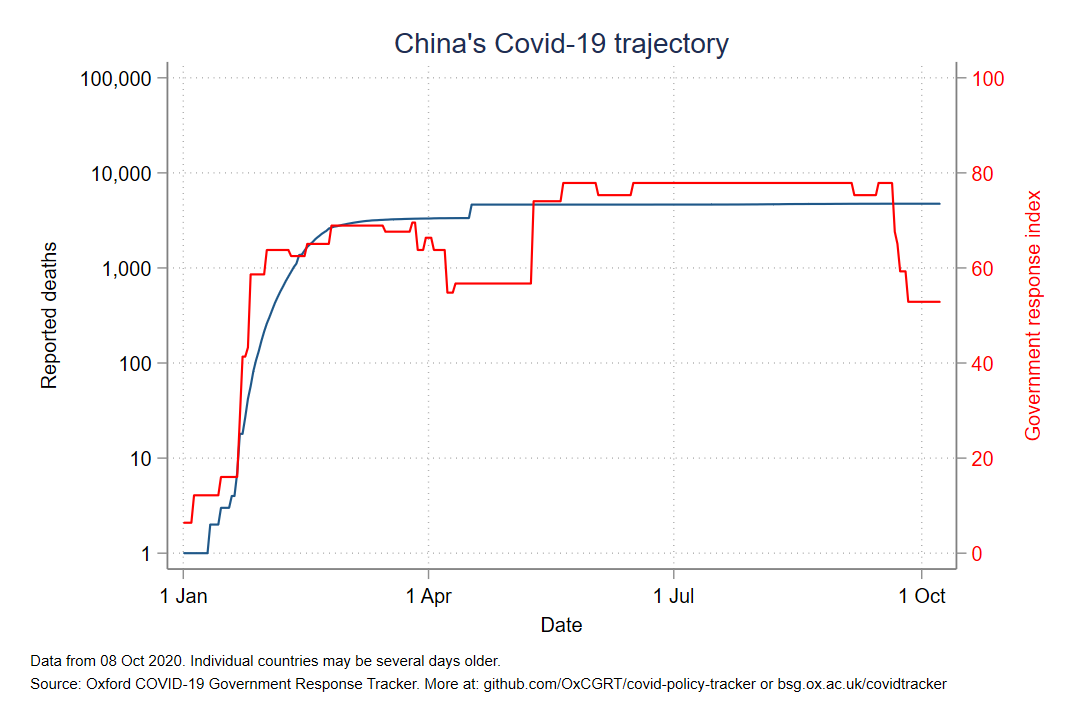 China's Covid-19 trajectory
100,000
10,000
1,000
100
10
1
Reported deaths
100
80
60
40
20
0
Government response index
1 Jan
1 Apr
1 Jul
1 Oct
Date
Data from 08 Oct 2020. Individual countries may be several days older.
Source: Oxford COVID-19 Government Response Tracker. More at: github.com/OxCGRT/covid-policy-tracker or bsg.ox.ac.uk/covidtracker